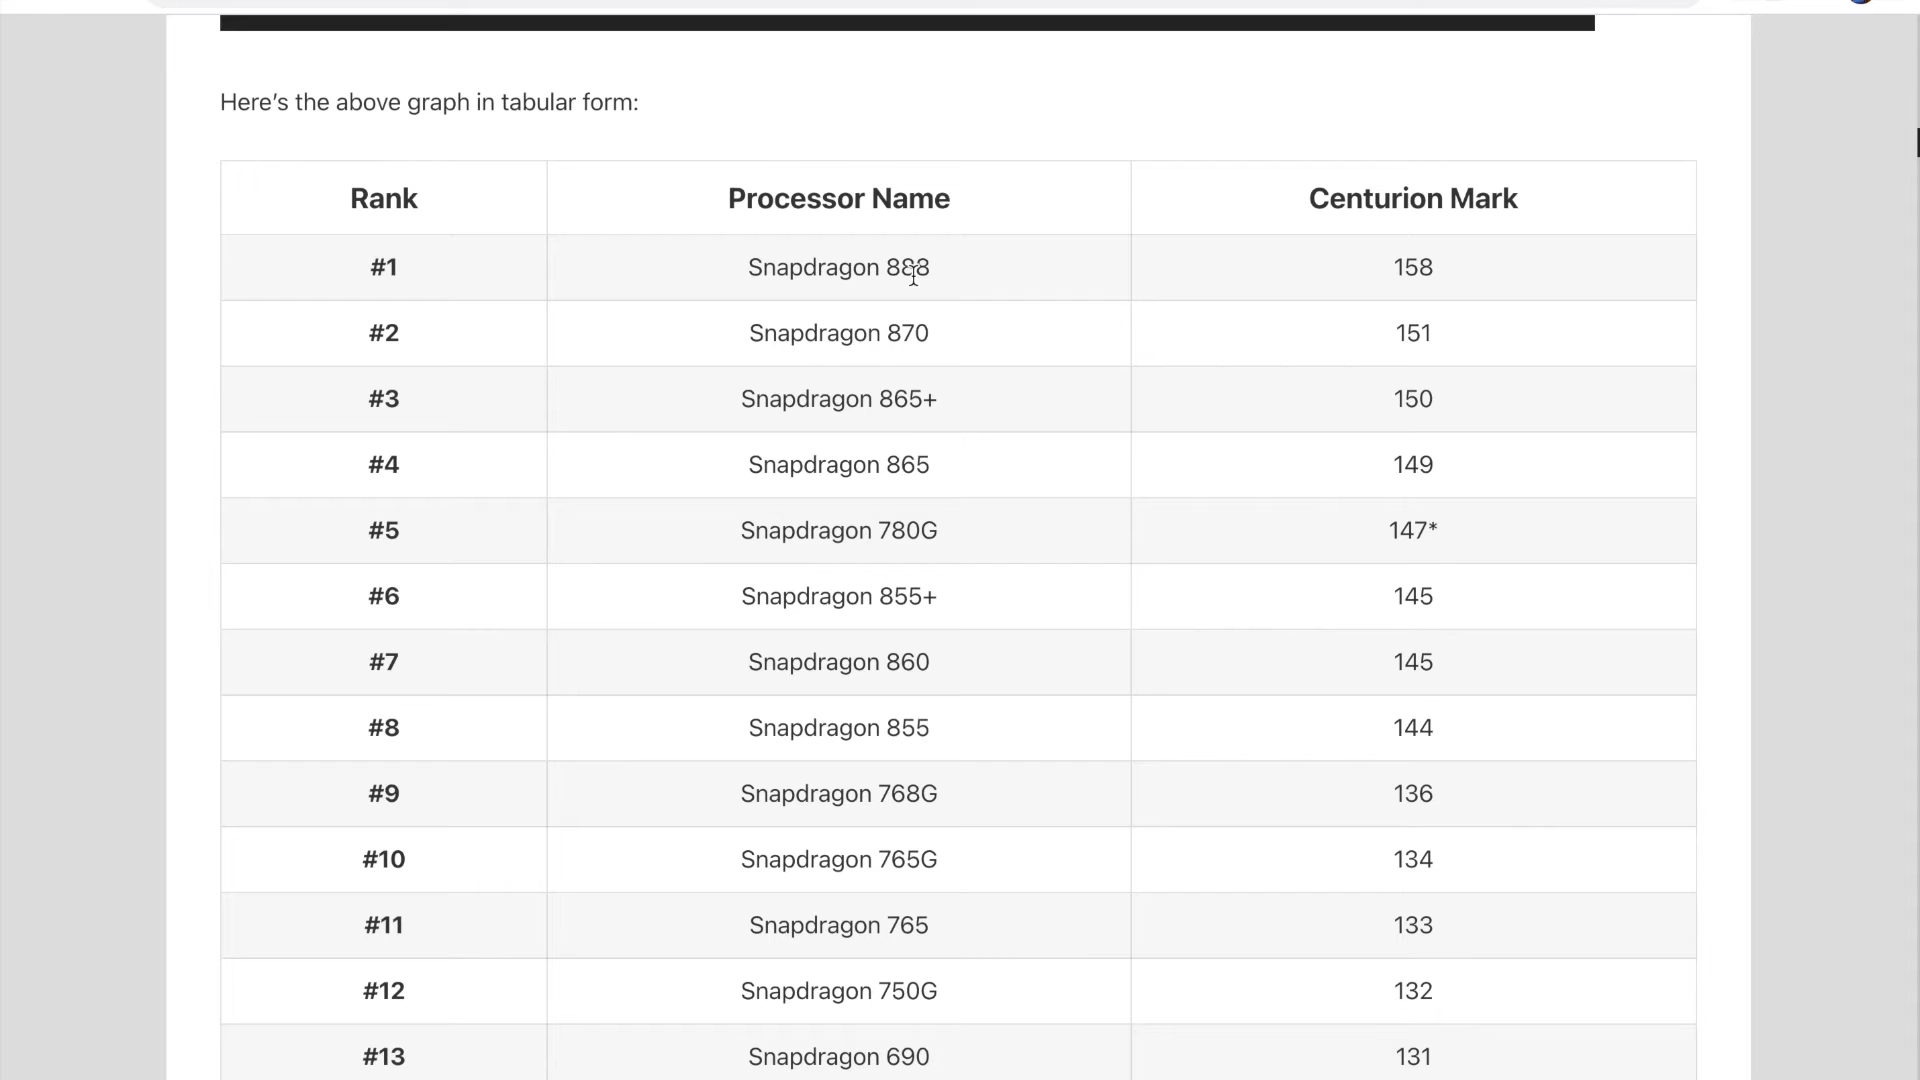 Here’s the above graph in tabular form:
Rank Processor Name Centurion Mark
#1 Snapdragon 888 158
#2 Snapdragon 870 151
#3 Snapdragon 865+ 150
#4 Snapdragon 865 149
#5 Snapdragon 780G 147*
#6 Snapdragon 855+ 145
#7 Snapdragon 860 145
#8 Snapdragon 855 144
#9 Snapdragon 768G 136
#10 Snapdragon 765G 134
#11 Snapdragon 765 133
#12 Snapdragon 750G 132
#13 Snapdragon 690 131